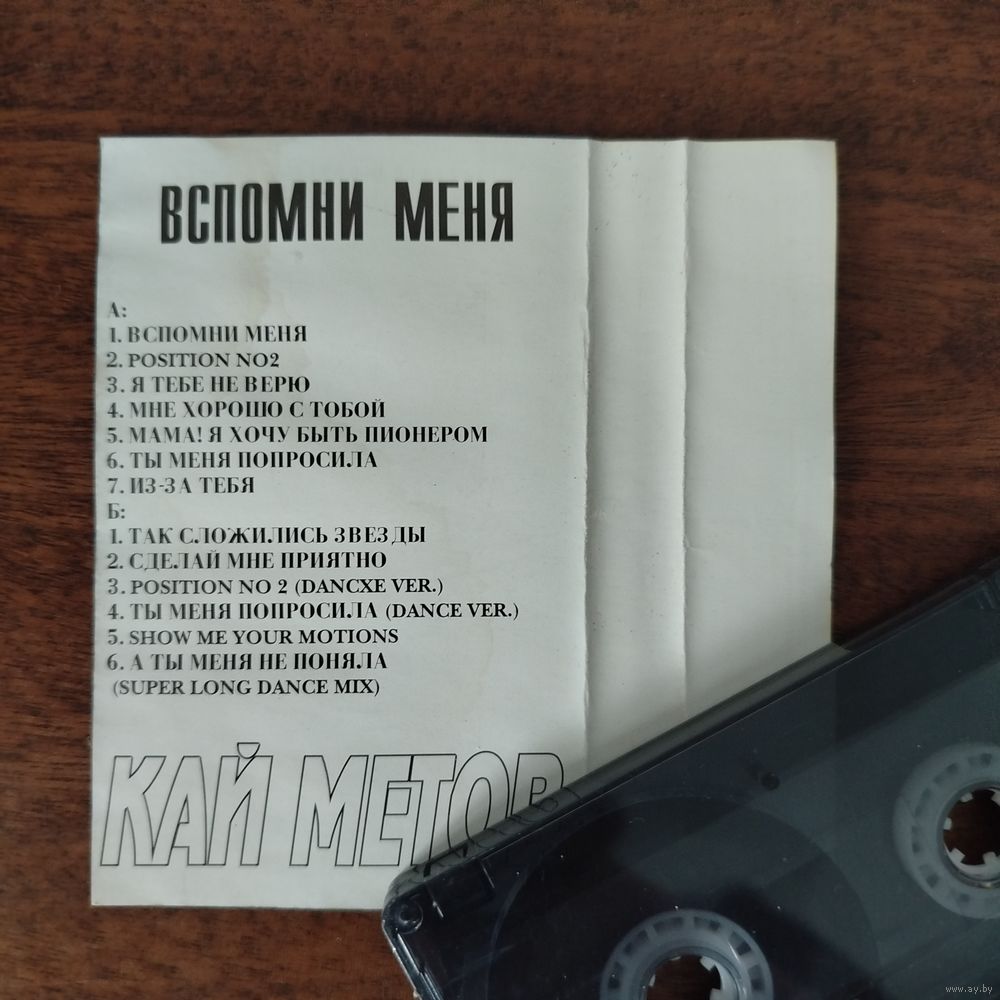 ВСПОМНИ МЕНЯ
А:
1. ВСПОМНИ МЕНЯ
2. POSITION NO2
3. Я ТЕБЕ НЕ ВЕРЮ
4. МНЕ ХОРОШО С ТОБОЙ
5. МАМА! Я ХОЧУ БЫТЬ ПИОНЕРОМ
6. ТЫ МЕНЯ ПОПРОСИЛА
7. ИЗ-ЗА ТЕБЯ
Б:
1. ТАК СЛОЖИЛИСЬ ЗВЕЗДЫ
2. СДЕЛАЙ МНЕ ПРИЯТНО
3. POSITION NO 2 (DANCXE VER.)
4. ТЫ МЕНЯ ПОПРОСИЛА (DANCE VER.)
5. SHOW ME YOUR MOTIONS
6. А ТЫ МЕНЯ НЕ ПОНЯЛА
(SUPER LONG DANCE MIX)
КАЙ МЕТОВ
www.ay.by